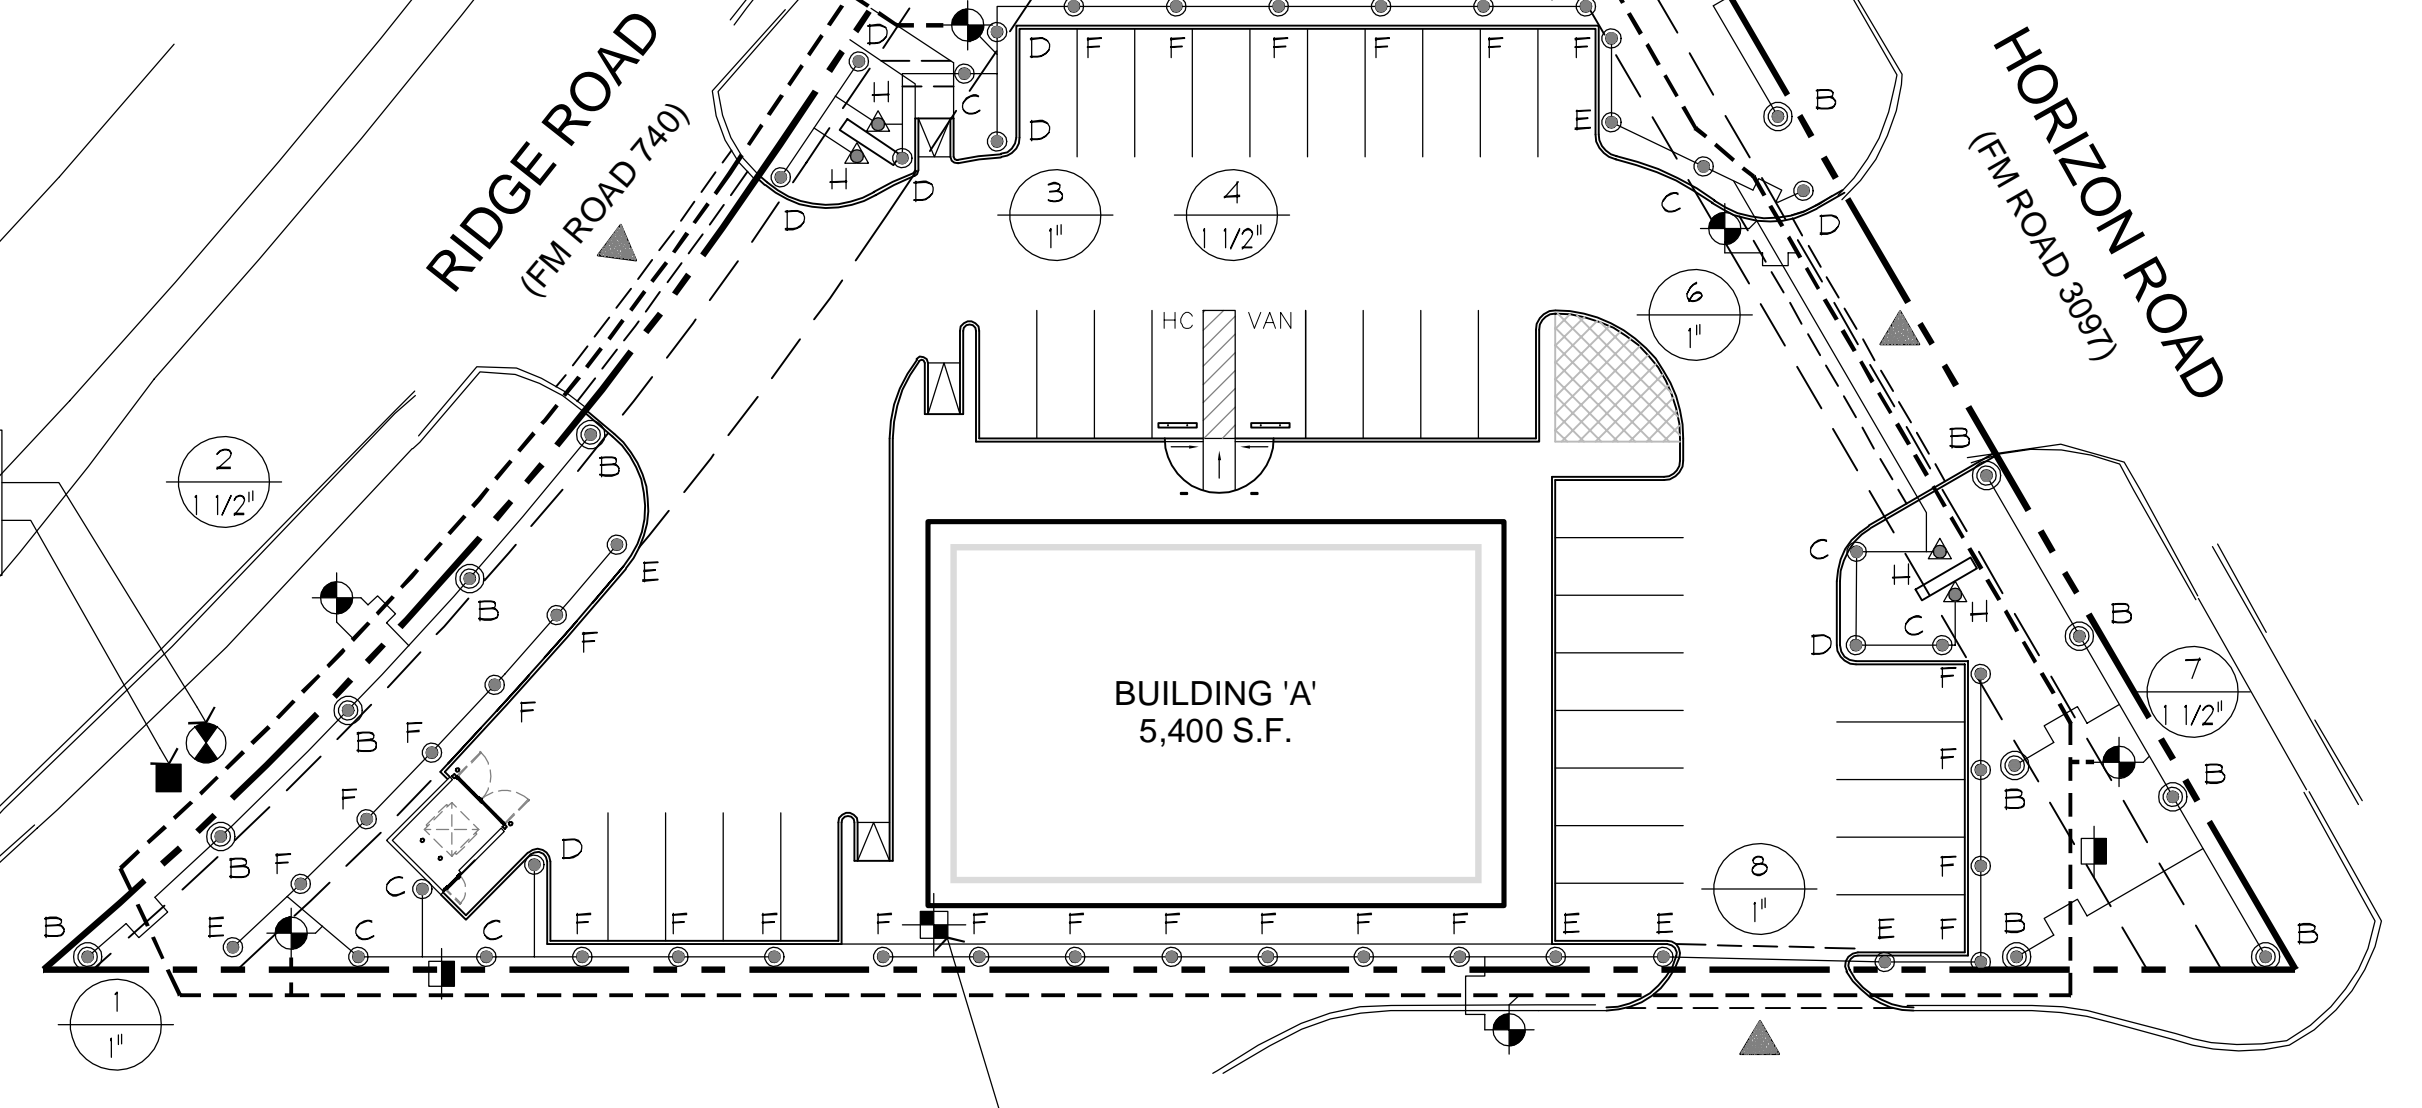 D
D F F F F F F
H C E B
D
H D D
RIDGE ROAD
(FM ROAD 740)
HORIZON ROAD
(FM ROAD 3097)
3
1"
4
1 1/2"
C D
6
1"
HC VAN
B
2
1 1/2"
B
C E
H
B H B
F C D
F
7
1 1/2"
BUILDING 'A'
5,400 S.F.
F
F B F
F B B
D
8
1"
F B F
C
B E C C F F F F F F F F F F E E E F B B
1
1"